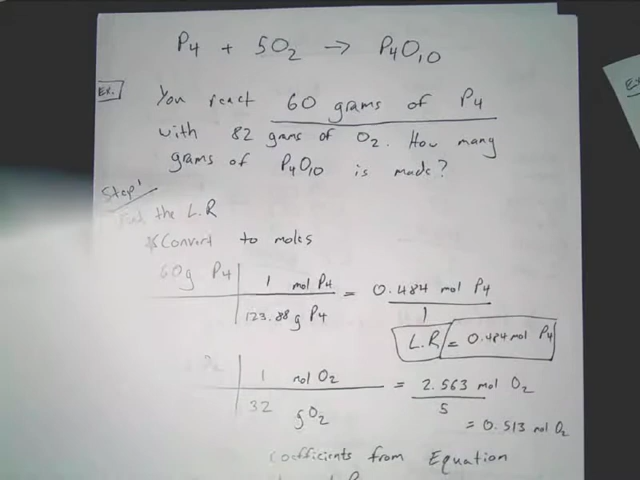 P4 + 5O2 → P4O10
Ex.
You react 60 grams of P4
with 82 grams of O2. How many
grams of P4O10 is made?
Step 1
Find the L.R
*Convert to moles
60g P4 | 1 mol P4 = 0.484 mol P4
123.88g P4 1
L.R = 0.484 mol P4
O2 | 1 mol O2 = 2.563 mol O2
32 gO2 5
= 0.513 mol O2
Coefficients from Equation